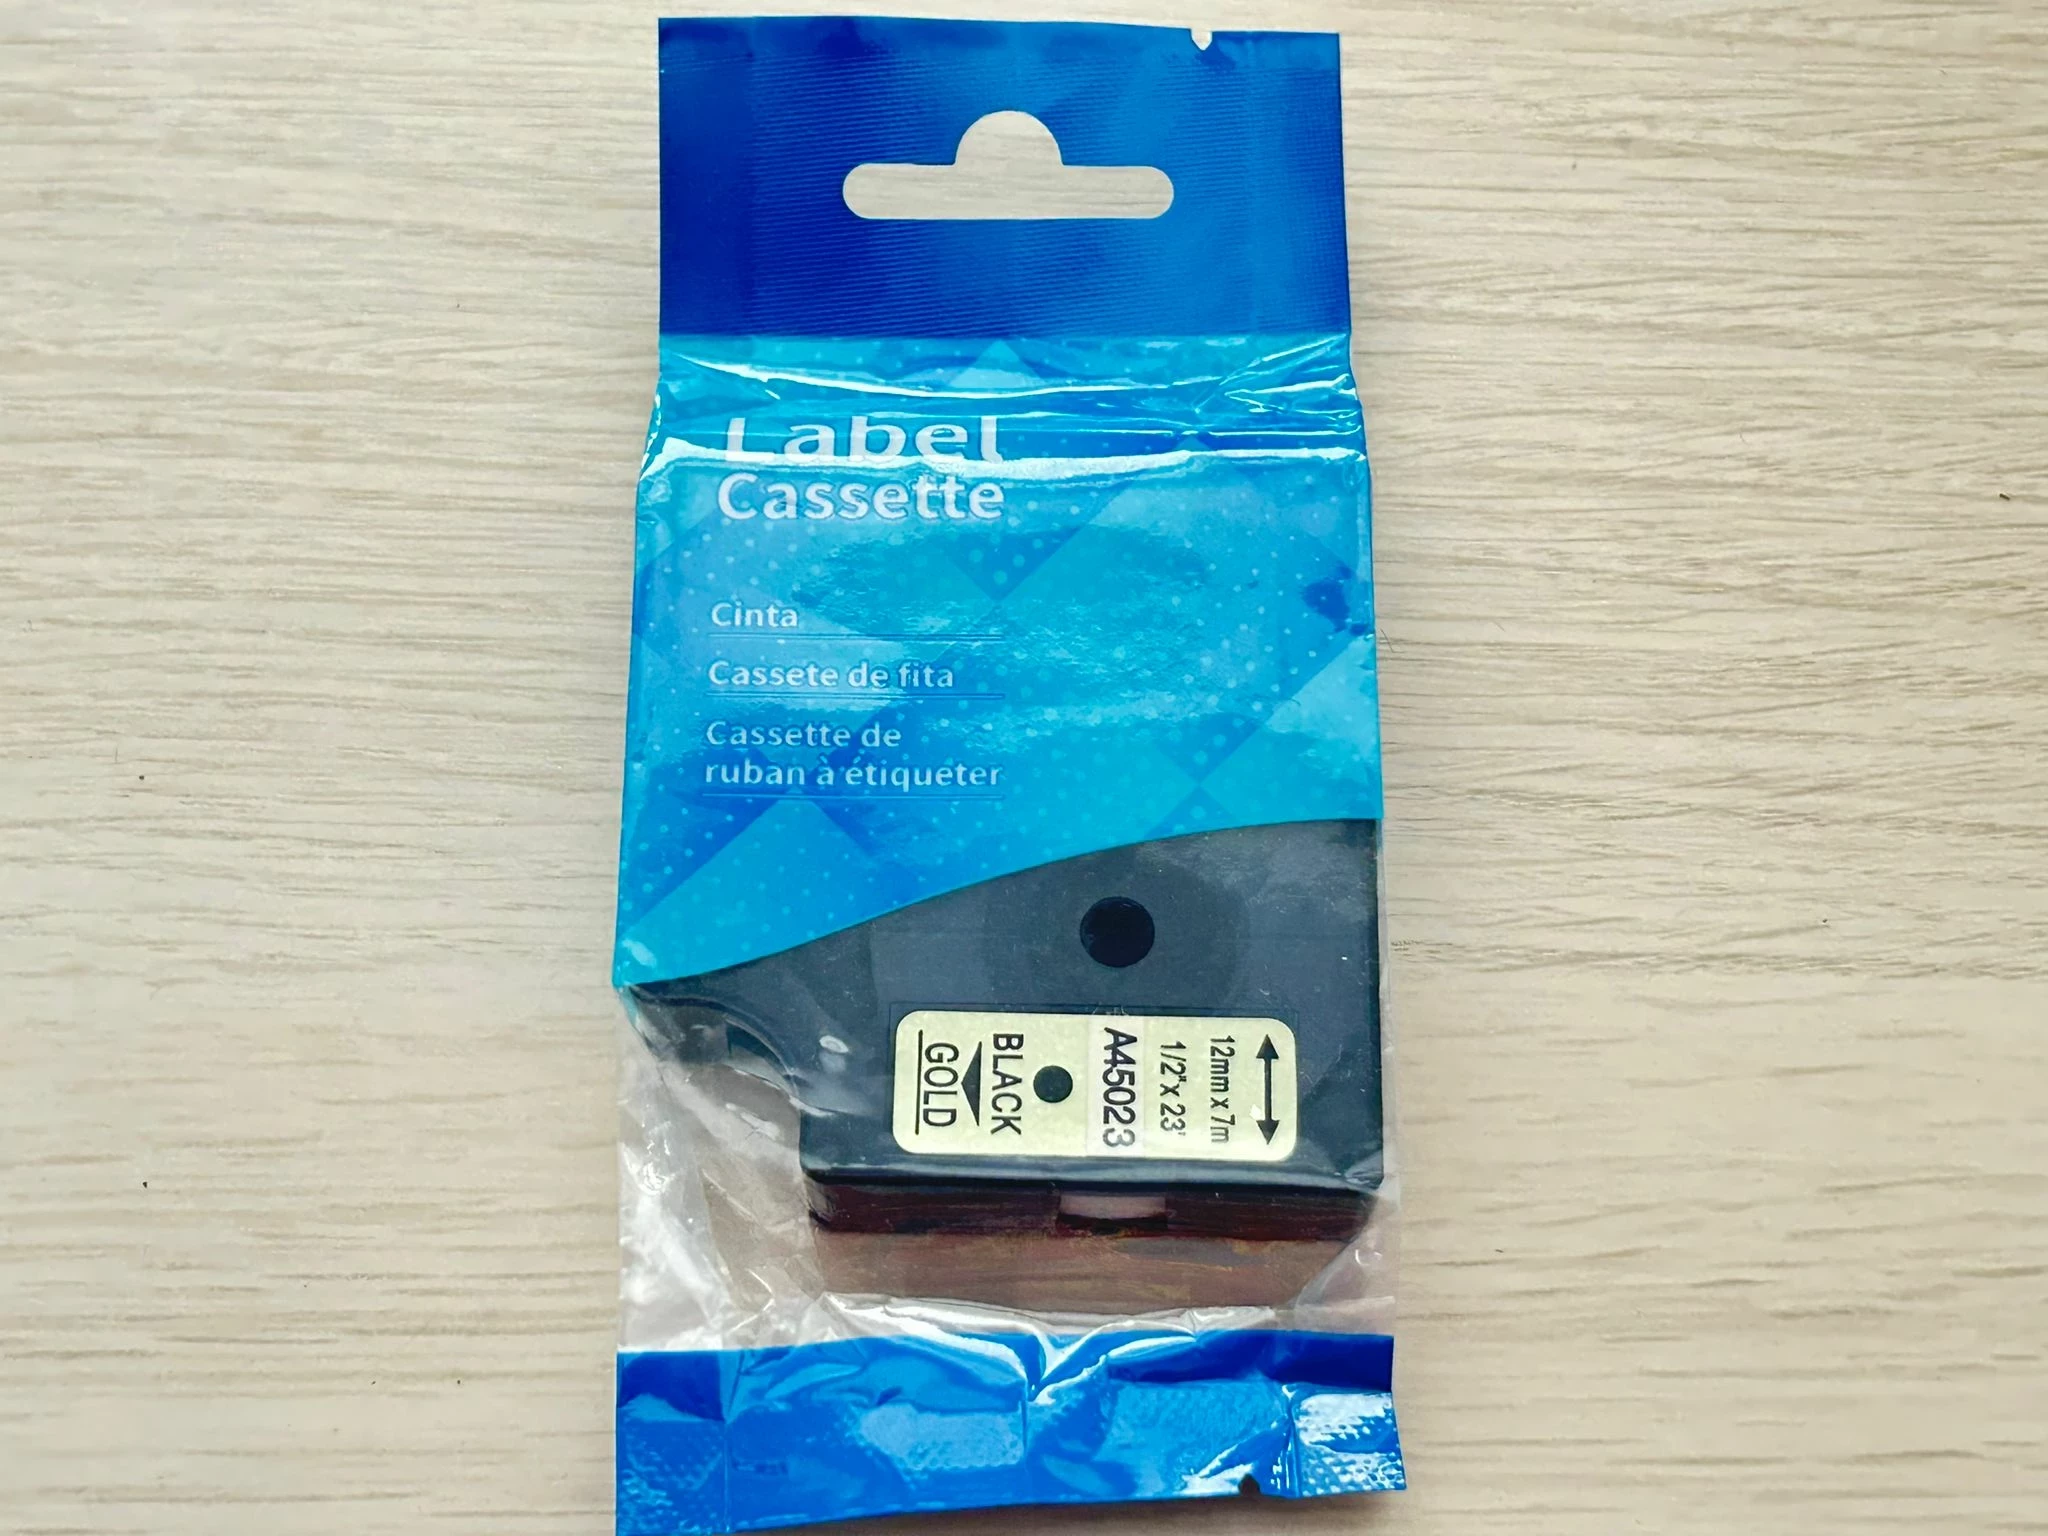 Label
Cassette
Cinta
Cassete de fita
Cassette de
ruban à étiqueter
12mm x 7m
1/2"x 23'
A45023
BLACK
GOLD